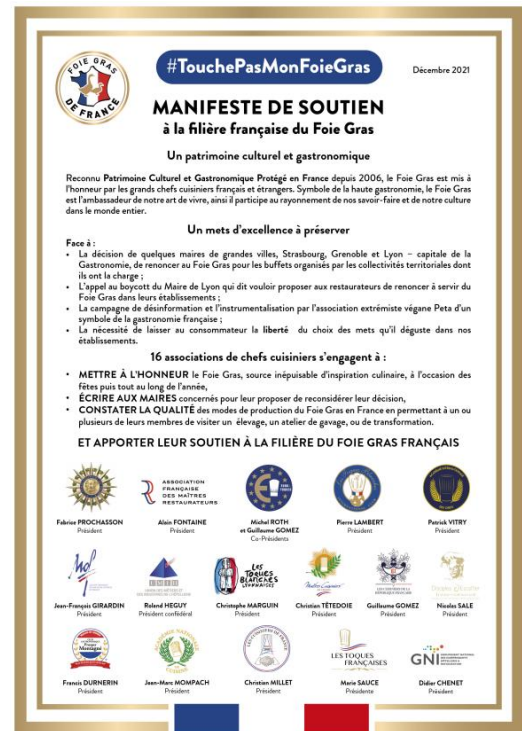 FOIE GRAS
DE FRANCE
#TouchePasMonFoieGras
Décembre 2021
MANIFESTE DE SOUTIEN
à la filière française du Foie Gras
Un patrimoine culturel et gastronomique
Reconnu Patrimoine Culturel et Gastronomique Protégé en France depuis 2006, le Foie Gras est mis à
l'honneur par les grands chefs cuisiniers français et étrangers. Symbole de la haute gastronomie, le Foie Gras
est l'ambassadeur de notre art de vivre, ainsi il participe au rayonnement de nos savoir-faire et de notre culture
dans le monde entier.
Un mets d'excellence à préserver
Face à :
• La décision de quelques maires de grandes villes, Strasbourg, Grenoble et Lyon – capitale de la
Gastronomie, de renoncer au Foie Gras pour les buffets organisés par les collectivités territoriales dont
ils ont la charge ;
• L'appel au boycott du Maire de Lyon qui dit vouloir proposer aux restaurateurs de renoncer à servir du
Foie Gras dans leurs établissements ;
• La campagne de désinformation et l'instrumentalisation par l'association extrémiste végane Peta d'un
symbole de la gastronomie française ;
• La nécessité de laisser au consommateur la liberté du choix des mets qu'il déguste dans nos
établissements.
16 associations de chefs cuisiniers s'engagent à :
• METTRE À L'HONNEUR le Foie Gras, source inépuisable d'inspiration culinaire, à l'occasion des
fêtes puis tout au long de l'année,
• ÉCRIRE AUX MAIRES concernés pour leur proposer de reconsidérer leur décision,
• CONSTATER LA QUALITÉ des modes de production du Foie Gras en France en permettant à un ou
plusieurs de leurs membres de visiter un élevage, un atelier de gavage, ou de transformation.
ET APPORTER LEUR SOUTIEN À LA FILIÈRE DU FOIE GRAS FRANÇAIS
ASSOCIATION
FRANÇAISE
DES MAÎTRES
RESTAURATEURS
Fabrice PROCHASSON
Président
Alain FONTAINE
Président
Michel ROTH
et Guillaume GOMEZ
Co-Présidents
Pierre LAMBERT
Président
Patrick VITRY
Président
Les
Toques
Blanches
Lyonnaises
Jean-François GIRARDIN
Président
Roland HEGUY
Président confédéral
Christophe MARGUIN
Président
Christian TÊTEDOIE
Président
Guillaume GOMEZ
Président
Nicolas SALE
Président
LES TOQUES
FRANÇAISES
GNI
Francis DURNERIN
Président
Jean-Marc MOMPACH
Président
Christian MILLET
Président
Marie SAUCE
Présidente
Didier CHENET
Président